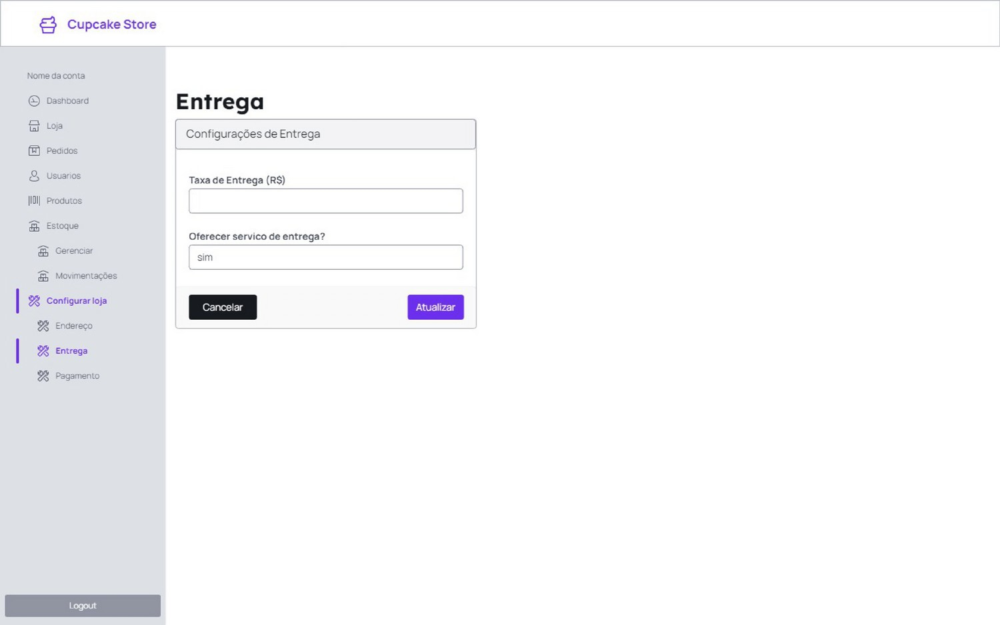 Cupcake Store
Nome da conta
Dashboard
Loja
Pedidos
Usuarios
Produtos
Estoque
Gerenciar
Movimentações
Configurar loja
Endereço
Entrega
Pagamento
Logout
Entrega
Configurações de Entrega
Taxa de Entrega (R$)
Oferecer servico de entrega?
sim
Cancelar
Atualizar